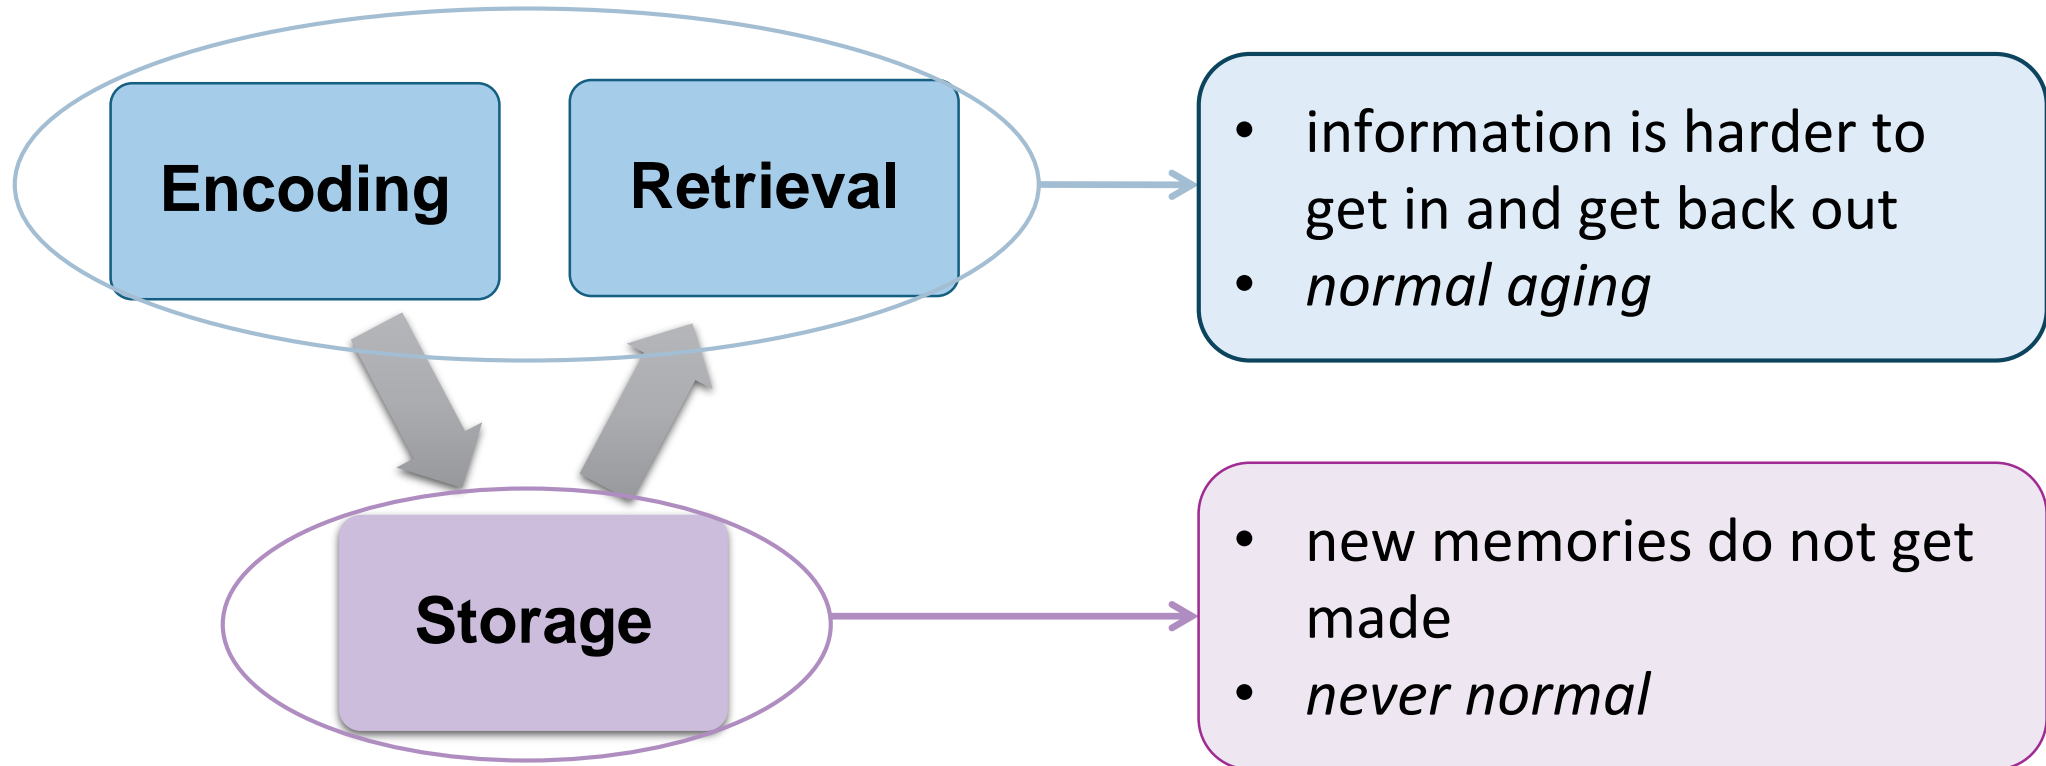 Encoding
Retrieval
• information is harder to
get in and get back out
• normal aging
Storage
• new memories do not get
made
• never normal